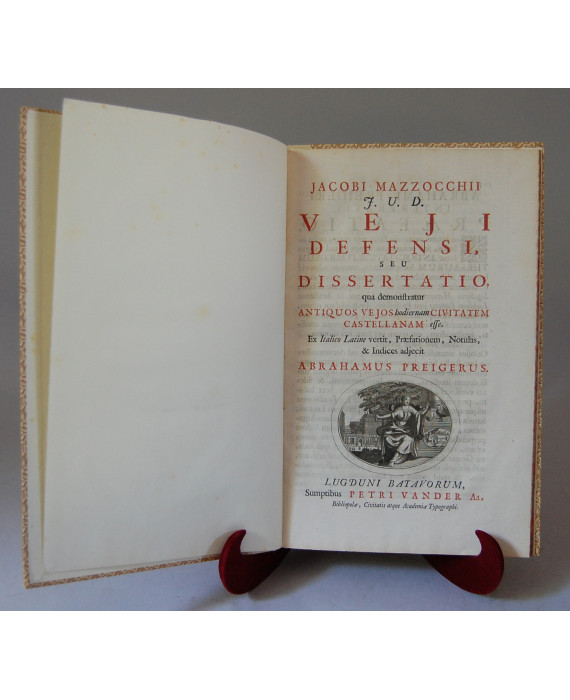 JACOBI MAZZOCCHII
J. U. D.
VEJI
DEFENSI,
SEU
DISSERTATIO,
qua demonstratur
ANTIQUOS VEJOS hodiernam CIVITATEM
CASTELLANAM esse.
Ex Italico Latine vertit, Præfationem, Notulas,
& Indices adjecit
ABRAHAMUS PREIGERUS.
LUGDUNI BATAVORUM,
Sumptibus PETRI VANDER Aa,
Bibliopolæ, Civitatis atque Academiæ Typographi.